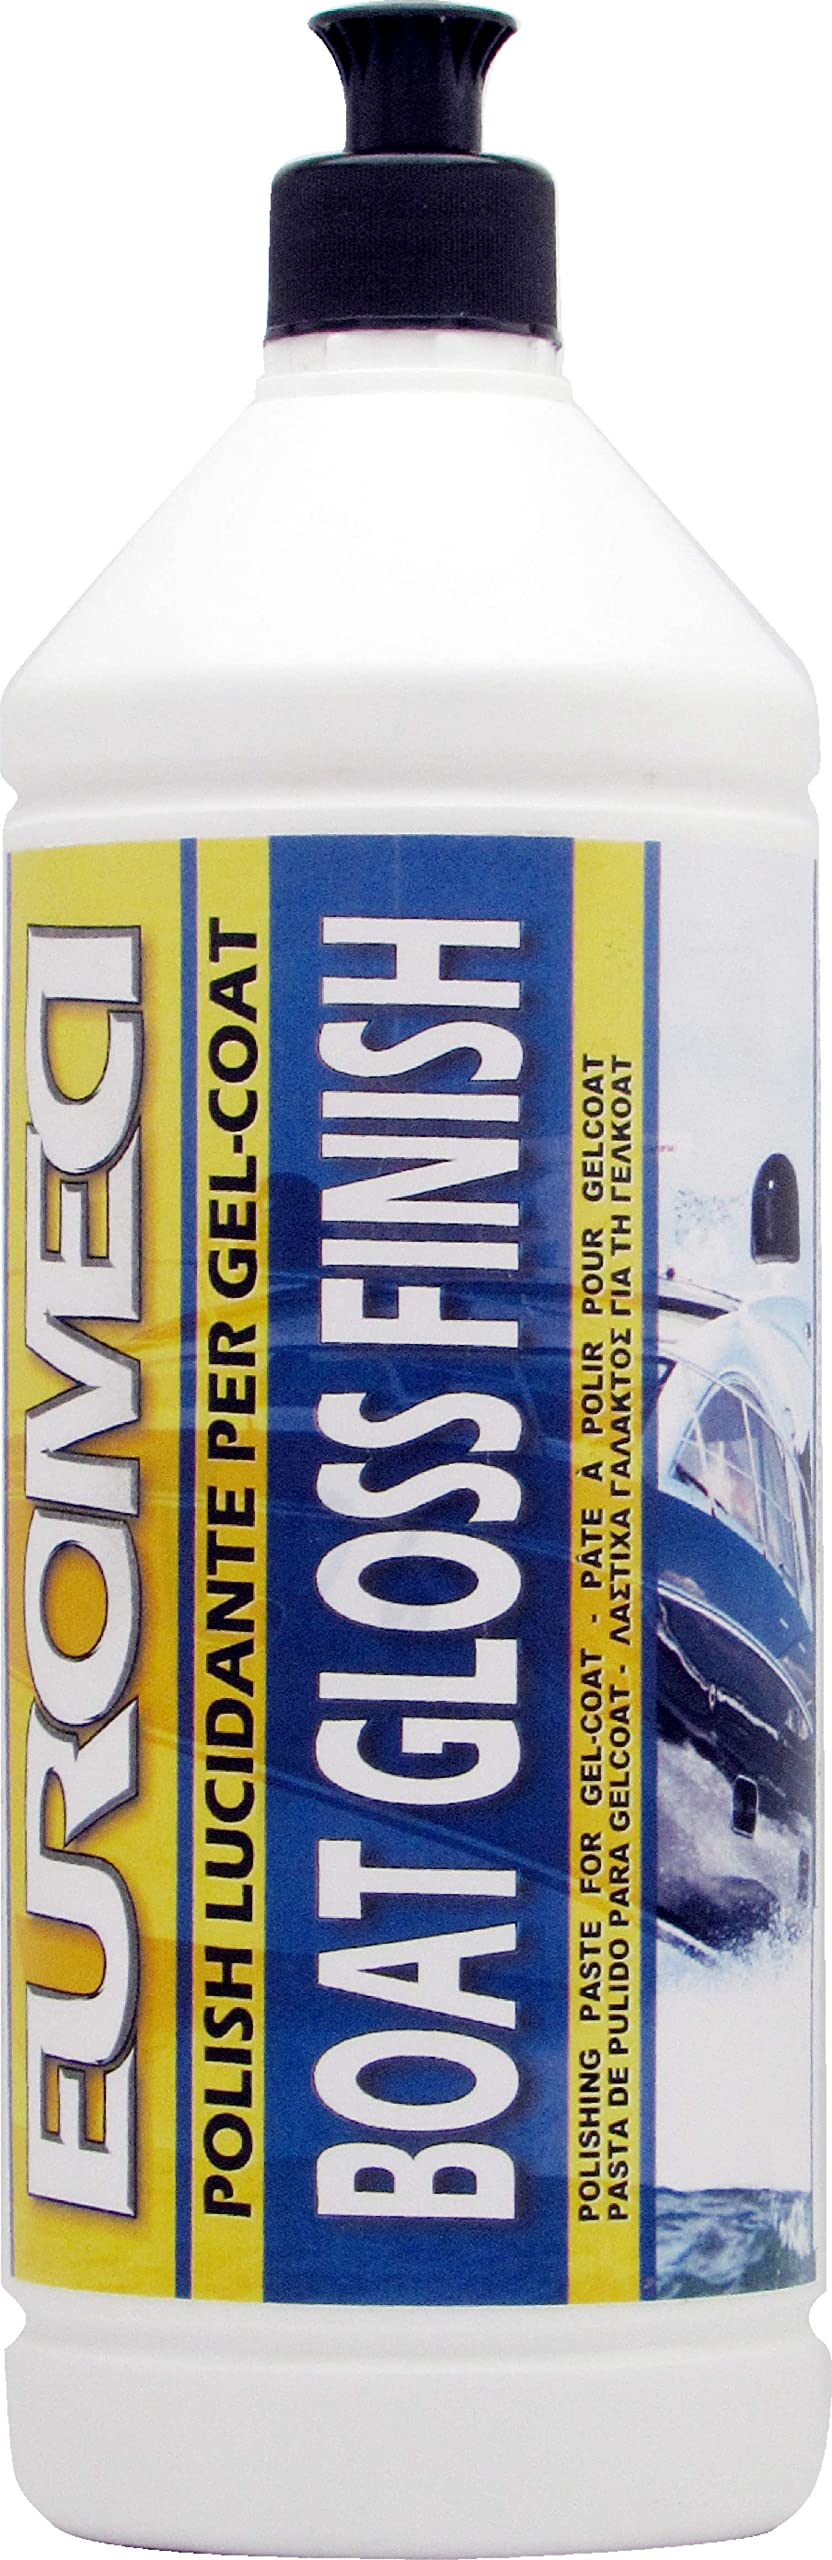 EUROMECI
POLISH LUCIDANTE PER GEL-COAT
BOAT GLOSS FINISH
POLISHING PASTE FOR GEL-COAT - PÂTE À POLIR POUR GELCOAT
PASTA DE PULIDO PARA GELCOAT - ΛΑΣΤΙΧΑ ΓΑΛΑΚΤΟΣ ΓΙΑ ΤΗ ΓΕΛΚΟΑΤ